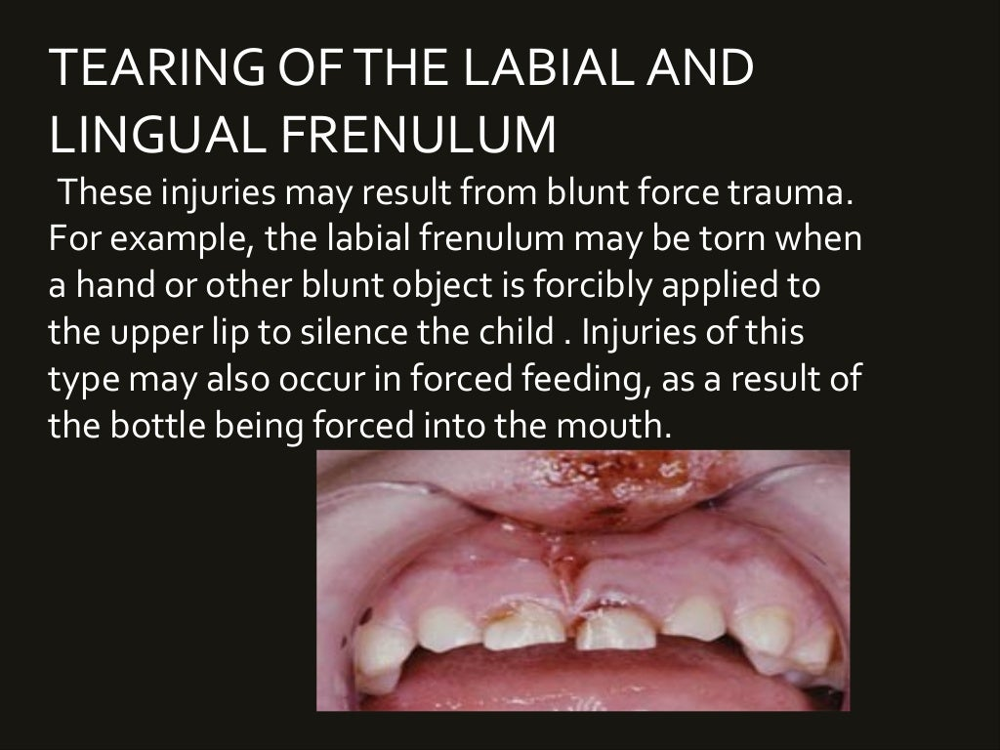 TEARING OF THE LABIAL AND
LINGUAL FRENULUM
These injuries may result from blunt force trauma.
For example, the labial frenulum may be torn when
a hand or other blunt object is forcibly applied to
the upper lip to silence the child . Injuries of this
type may also occur in forced feeding, as a result of
the bottle being forced into the mouth.